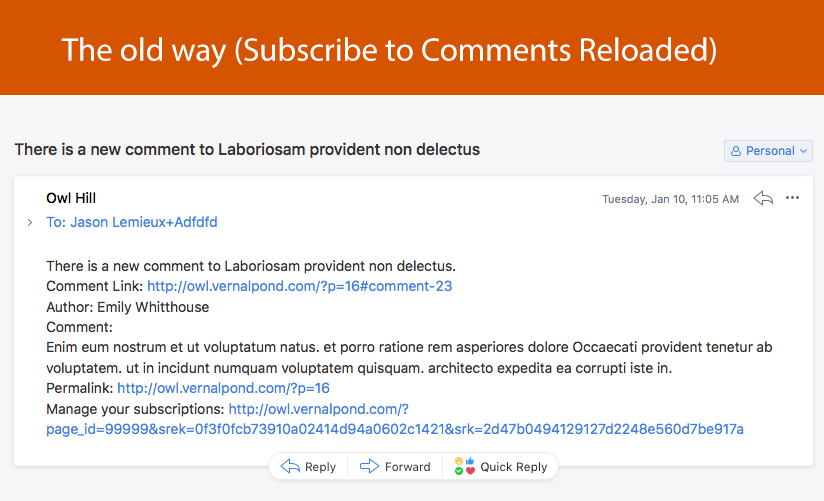 The old way (Subscribe to Comments Reloaded)
There is a new comment to Laboriosam provident non delectus
Personal
Owl Hill
Tuesday, Jan 10, 11:05 AM
To: Jason Lemieux+Adfdfd
There is a new comment to Laboriosam provident non delectus.
Comment Link: http://owl.vernalpond.com/?p=16#comment-23
Author: Emily Whitthouse
Comment:
Enim eum nostrum et ut voluptatum natus. et porro ratione rem asperiores dolore Occaecati provident tenetur ab
voluptatem. ut in incidunt numquam voluptatem quisquam. architecto expedita ea corrupti iste in.
Permalink: http://owl.vernalpond.com/?p=16
Manage your subscriptions: http://owl.vernalpond.com/?
page_id=99999&srek=0f3f0fcb73910a02414d94a0602c1421&srk=2d47b0494129127d2248e560d7be917a
Reply
Forward
Quick Reply